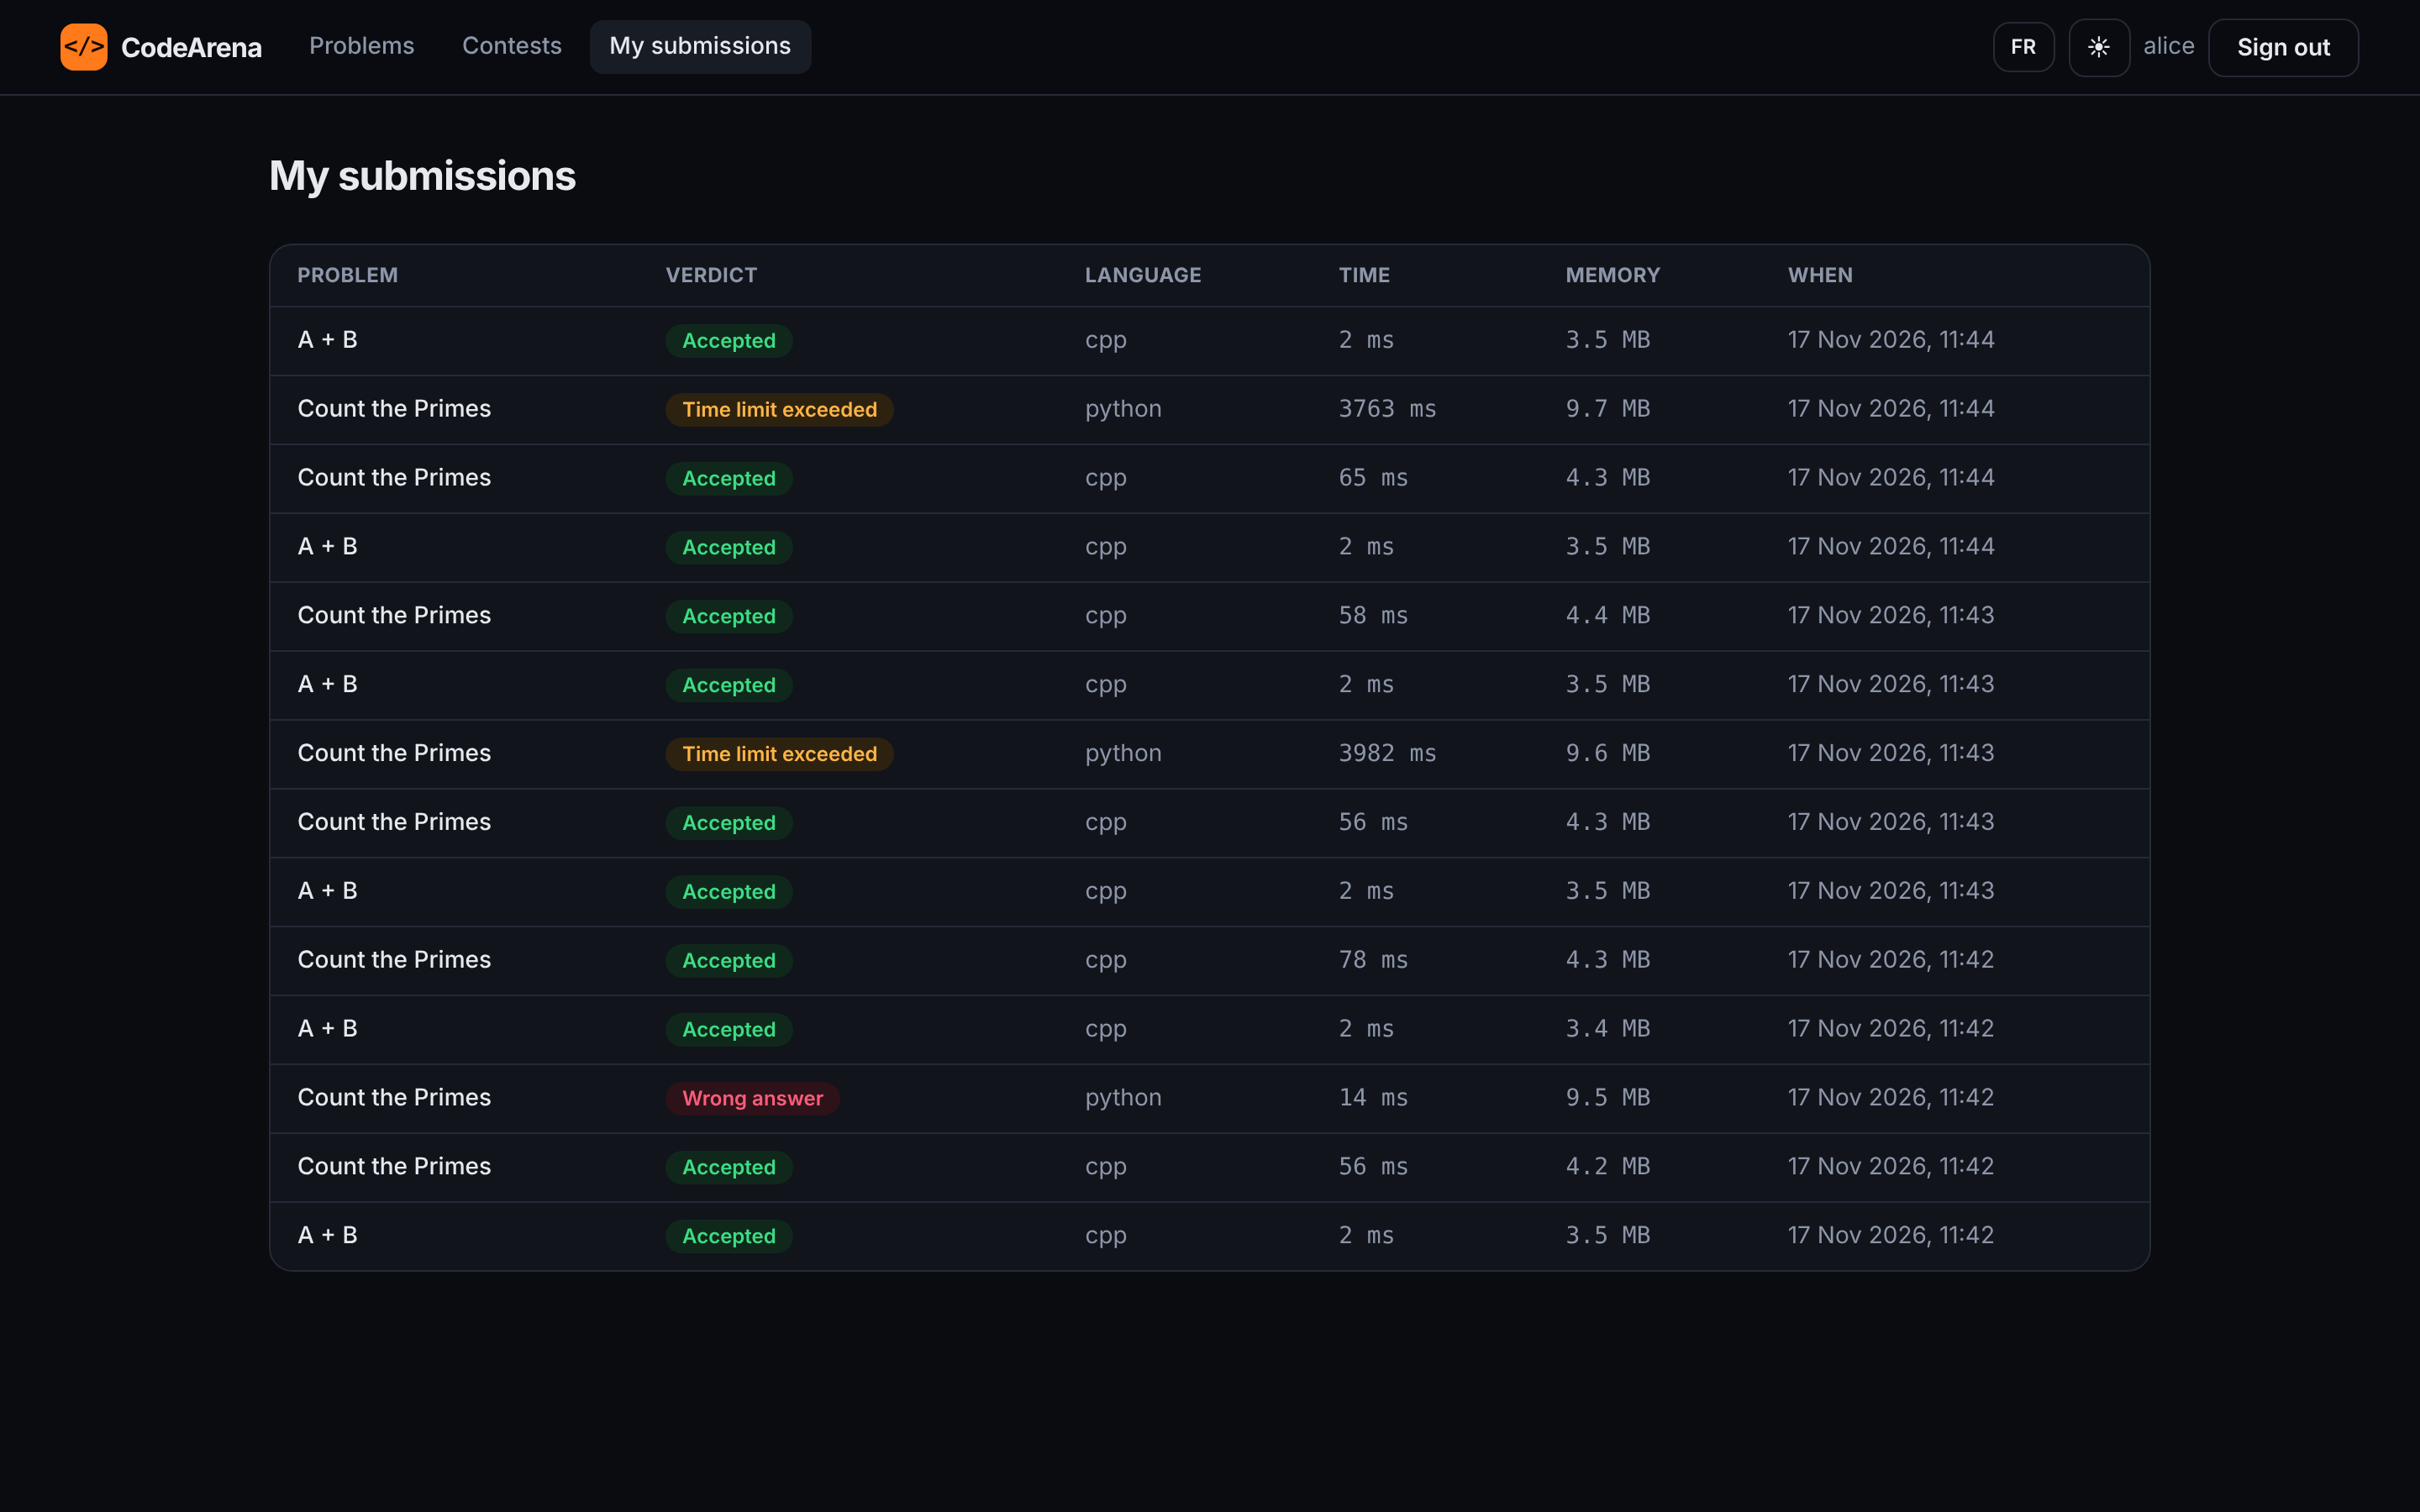 </> CodeArena Problems Contests My submissions FR alice Sign out
My submissions
PROBLEM VERDICT LANGUAGE TIME MEMORY WHEN
A + B Accepted cpp 2 ms 3.5 MB 17 Nov 2026, 11:44
Count the Primes Time limit exceeded python 3763 ms 9.7 MB 17 Nov 2026, 11:44
Count the Primes Accepted cpp 65 ms 4.3 MB 17 Nov 2026, 11:44
A + B Accepted cpp 2 ms 3.5 MB 17 Nov 2026, 11:44
Count the Primes Accepted cpp 58 ms 4.4 MB 17 Nov 2026, 11:43
A + B Accepted cpp 2 ms 3.5 MB 17 Nov 2026, 11:43
Count the Primes Time limit exceeded python 3982 ms 9.6 MB 17 Nov 2026, 11:43
Count the Primes Accepted cpp 56 ms 4.3 MB 17 Nov 2026, 11:43
A + B Accepted cpp 2 ms 3.5 MB 17 Nov 2026, 11:43
Count the Primes Accepted cpp 78 ms 4.3 MB 17 Nov 2026, 11:42
A + B Accepted cpp 2 ms 3.4 MB 17 Nov 2026, 11:42
Count the Primes Wrong answer python 14 ms 9.5 MB 17 Nov 2026, 11:42
Count the Primes Accepted cpp 56 ms 4.2 MB 17 Nov 2026, 11:42
A + B Accepted cpp 2 ms 3.5 MB 17 Nov 2026, 11:42